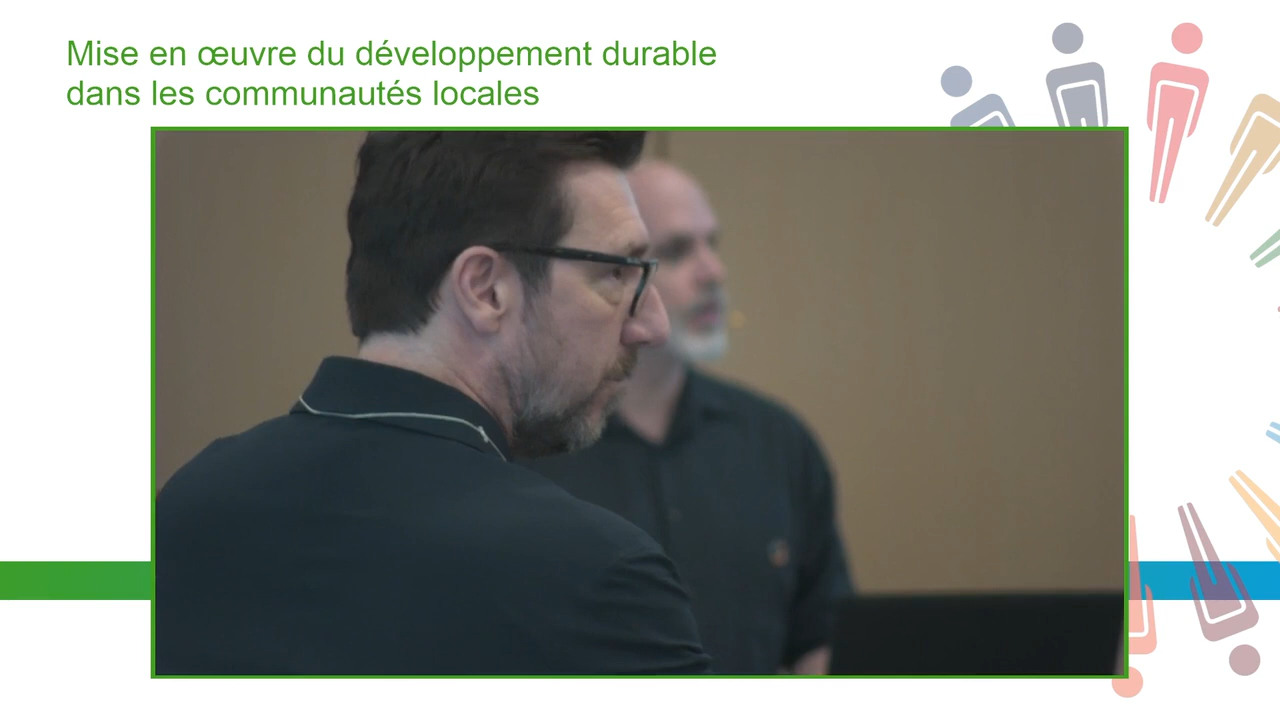 Mise en œuvre du développement durable
dans les communautés locales